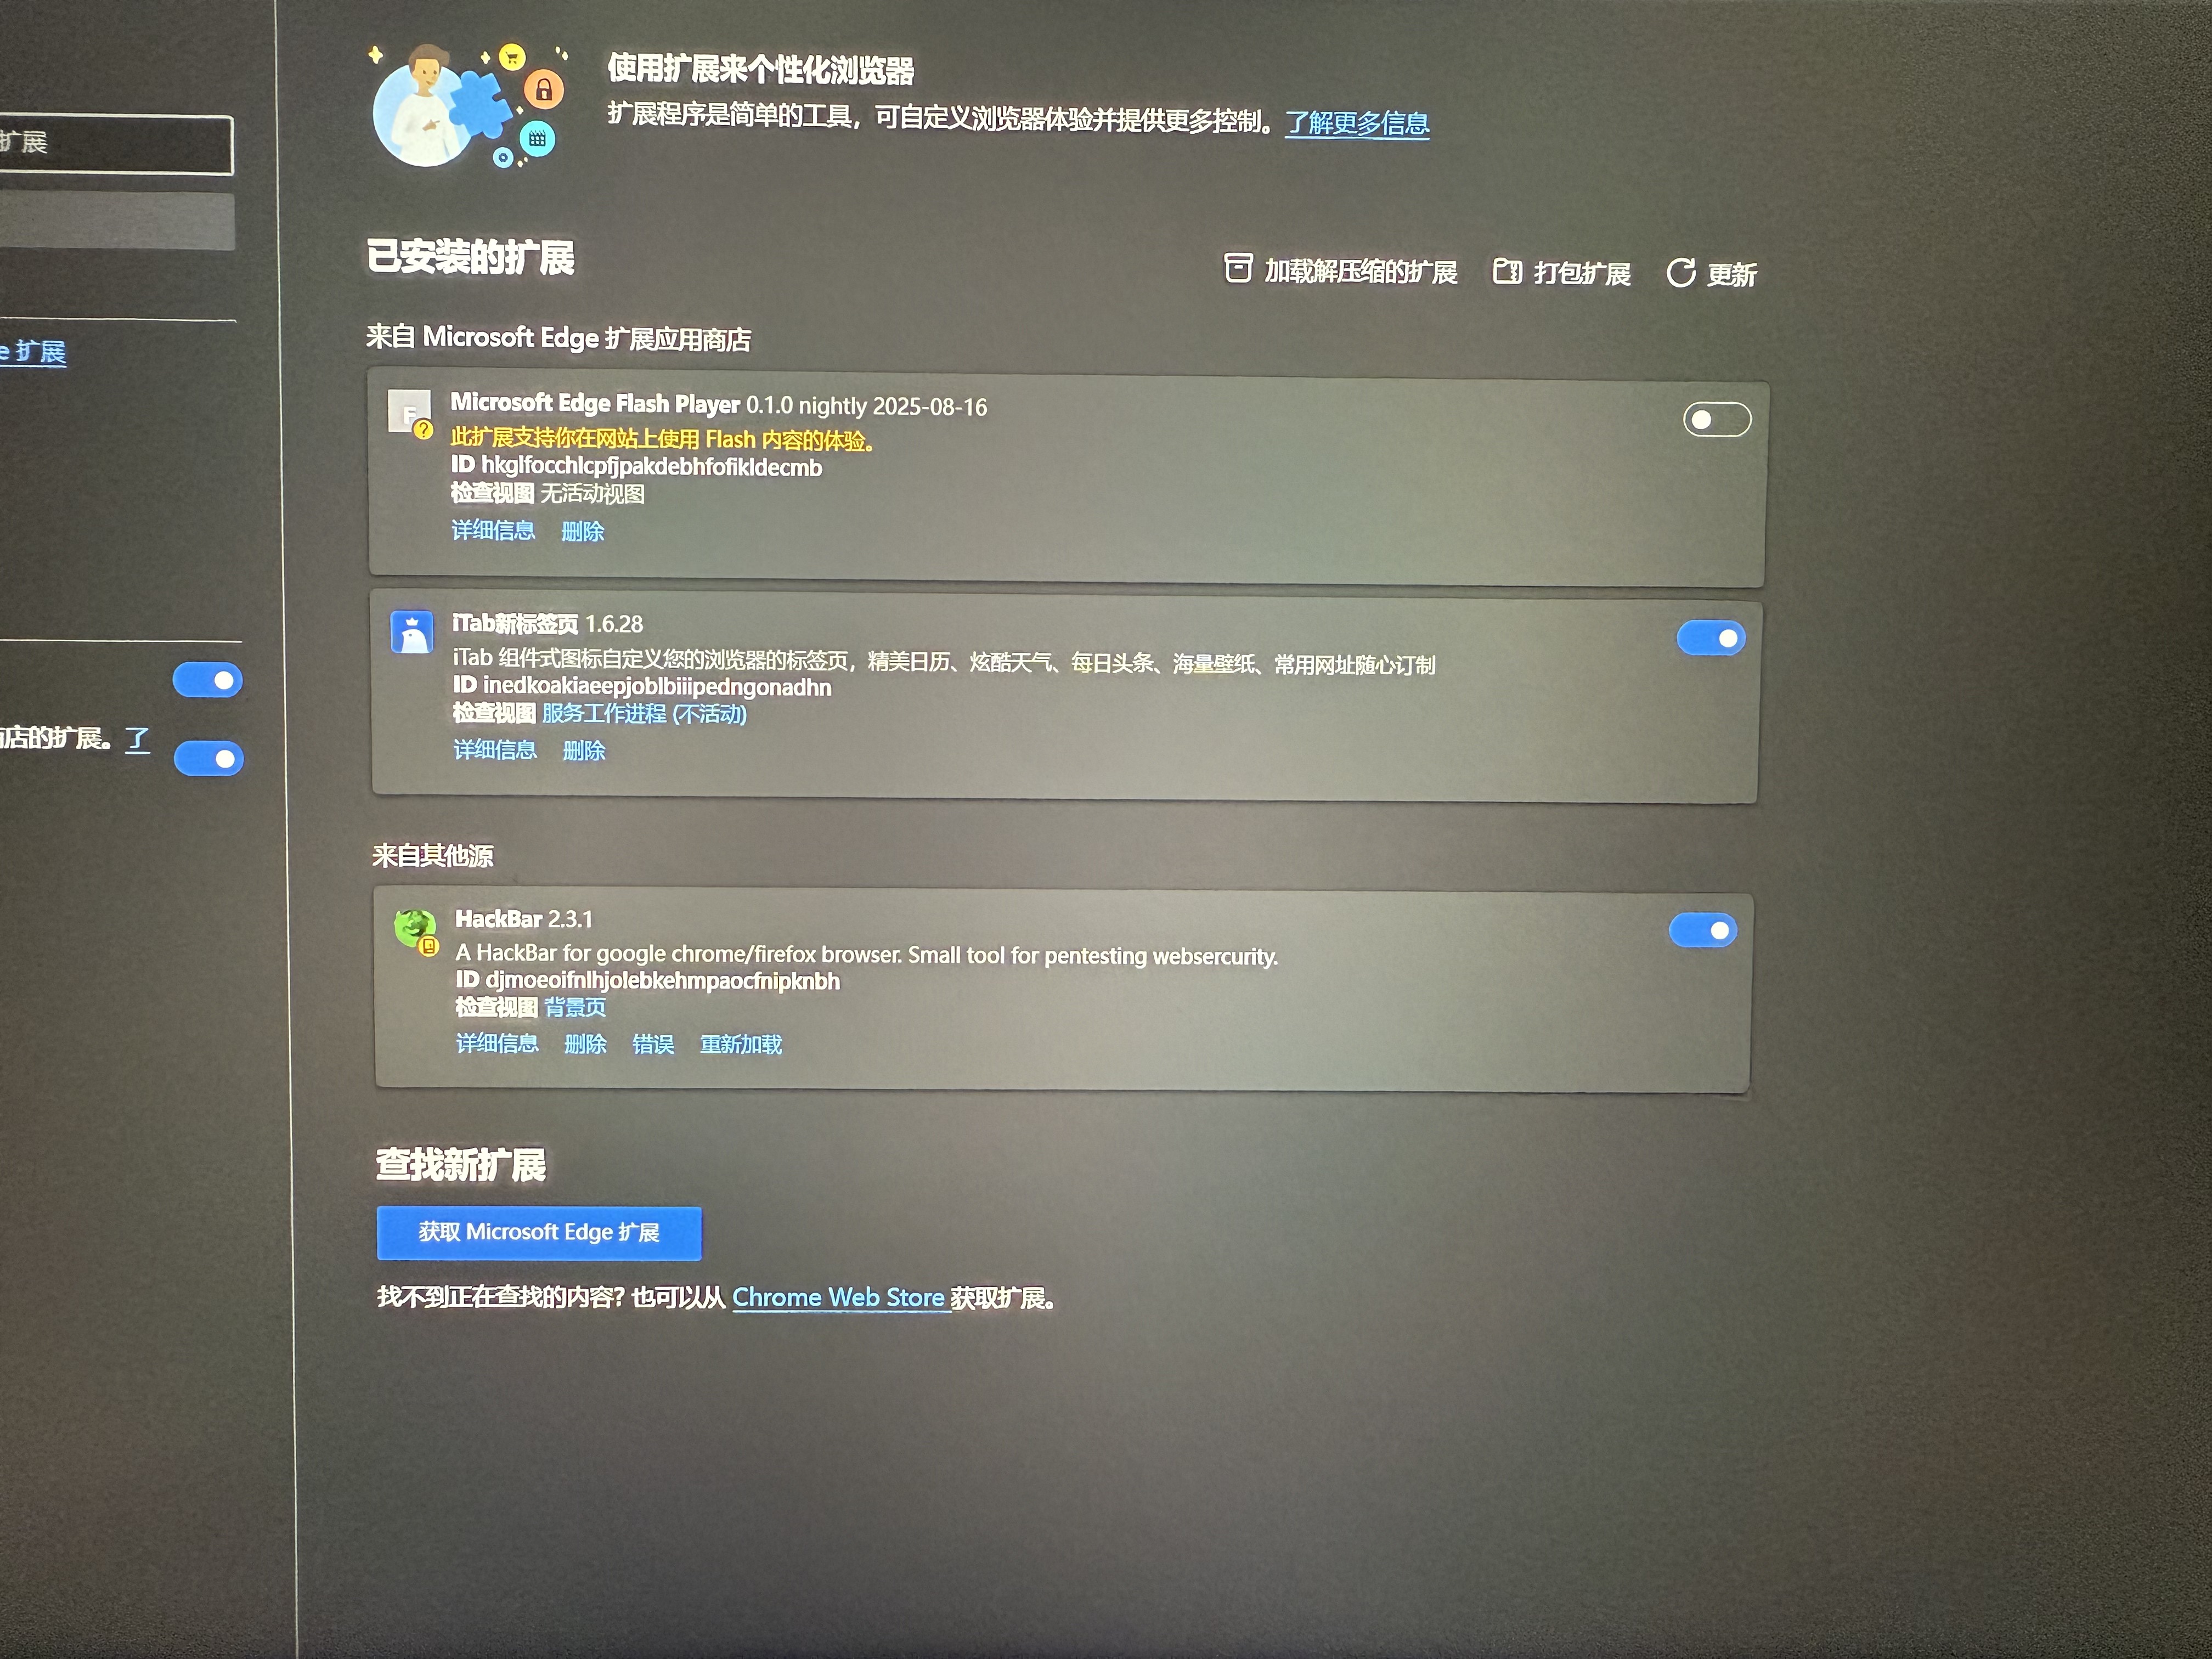 扩展
e 扩展
店的扩展。了
使用扩展来个性化浏览器
扩展程序是简单的工具，可自定义浏览器体验并提供更多控制。了解更多信息
已安装的扩展
加载解压缩的扩展 打包扩展 更新
来自 Microsoft Edge 扩展应用商店
F
Microsoft Edge Flash Player 0.1.0 nightly 2025-08-16
此扩展支持你在网站上使用 Flash 内容的体验。
ID hkglfocchlcpfjpakdebhfofikldecmb
检查视图 无活动视图
详细信息 删除
iTab新标签页 1.6.28
iTab 组件式图标自定义您的浏览器的标签页，精美日历、炫酷天气、每日头条、海量壁纸、常用网址随心订制
ID inedkoakiaeepjoblbiiipedngonadhn
检查视图 服务工作进程 (不活动)
详细信息 删除
来自其他源
HackBar 2.3.1
A HackBar for google chrome/firefox browser. Small tool for pentesting websercurity.
ID djmoeoifnlhjolebkehmpaocfnipknbh
检查视图 背景页
详细信息 删除 错误 重新加载
查找新扩展
获取 Microsoft Edge 扩展
找不到正在查找的内容? 也可以从 Chrome Web Store 获取扩展。